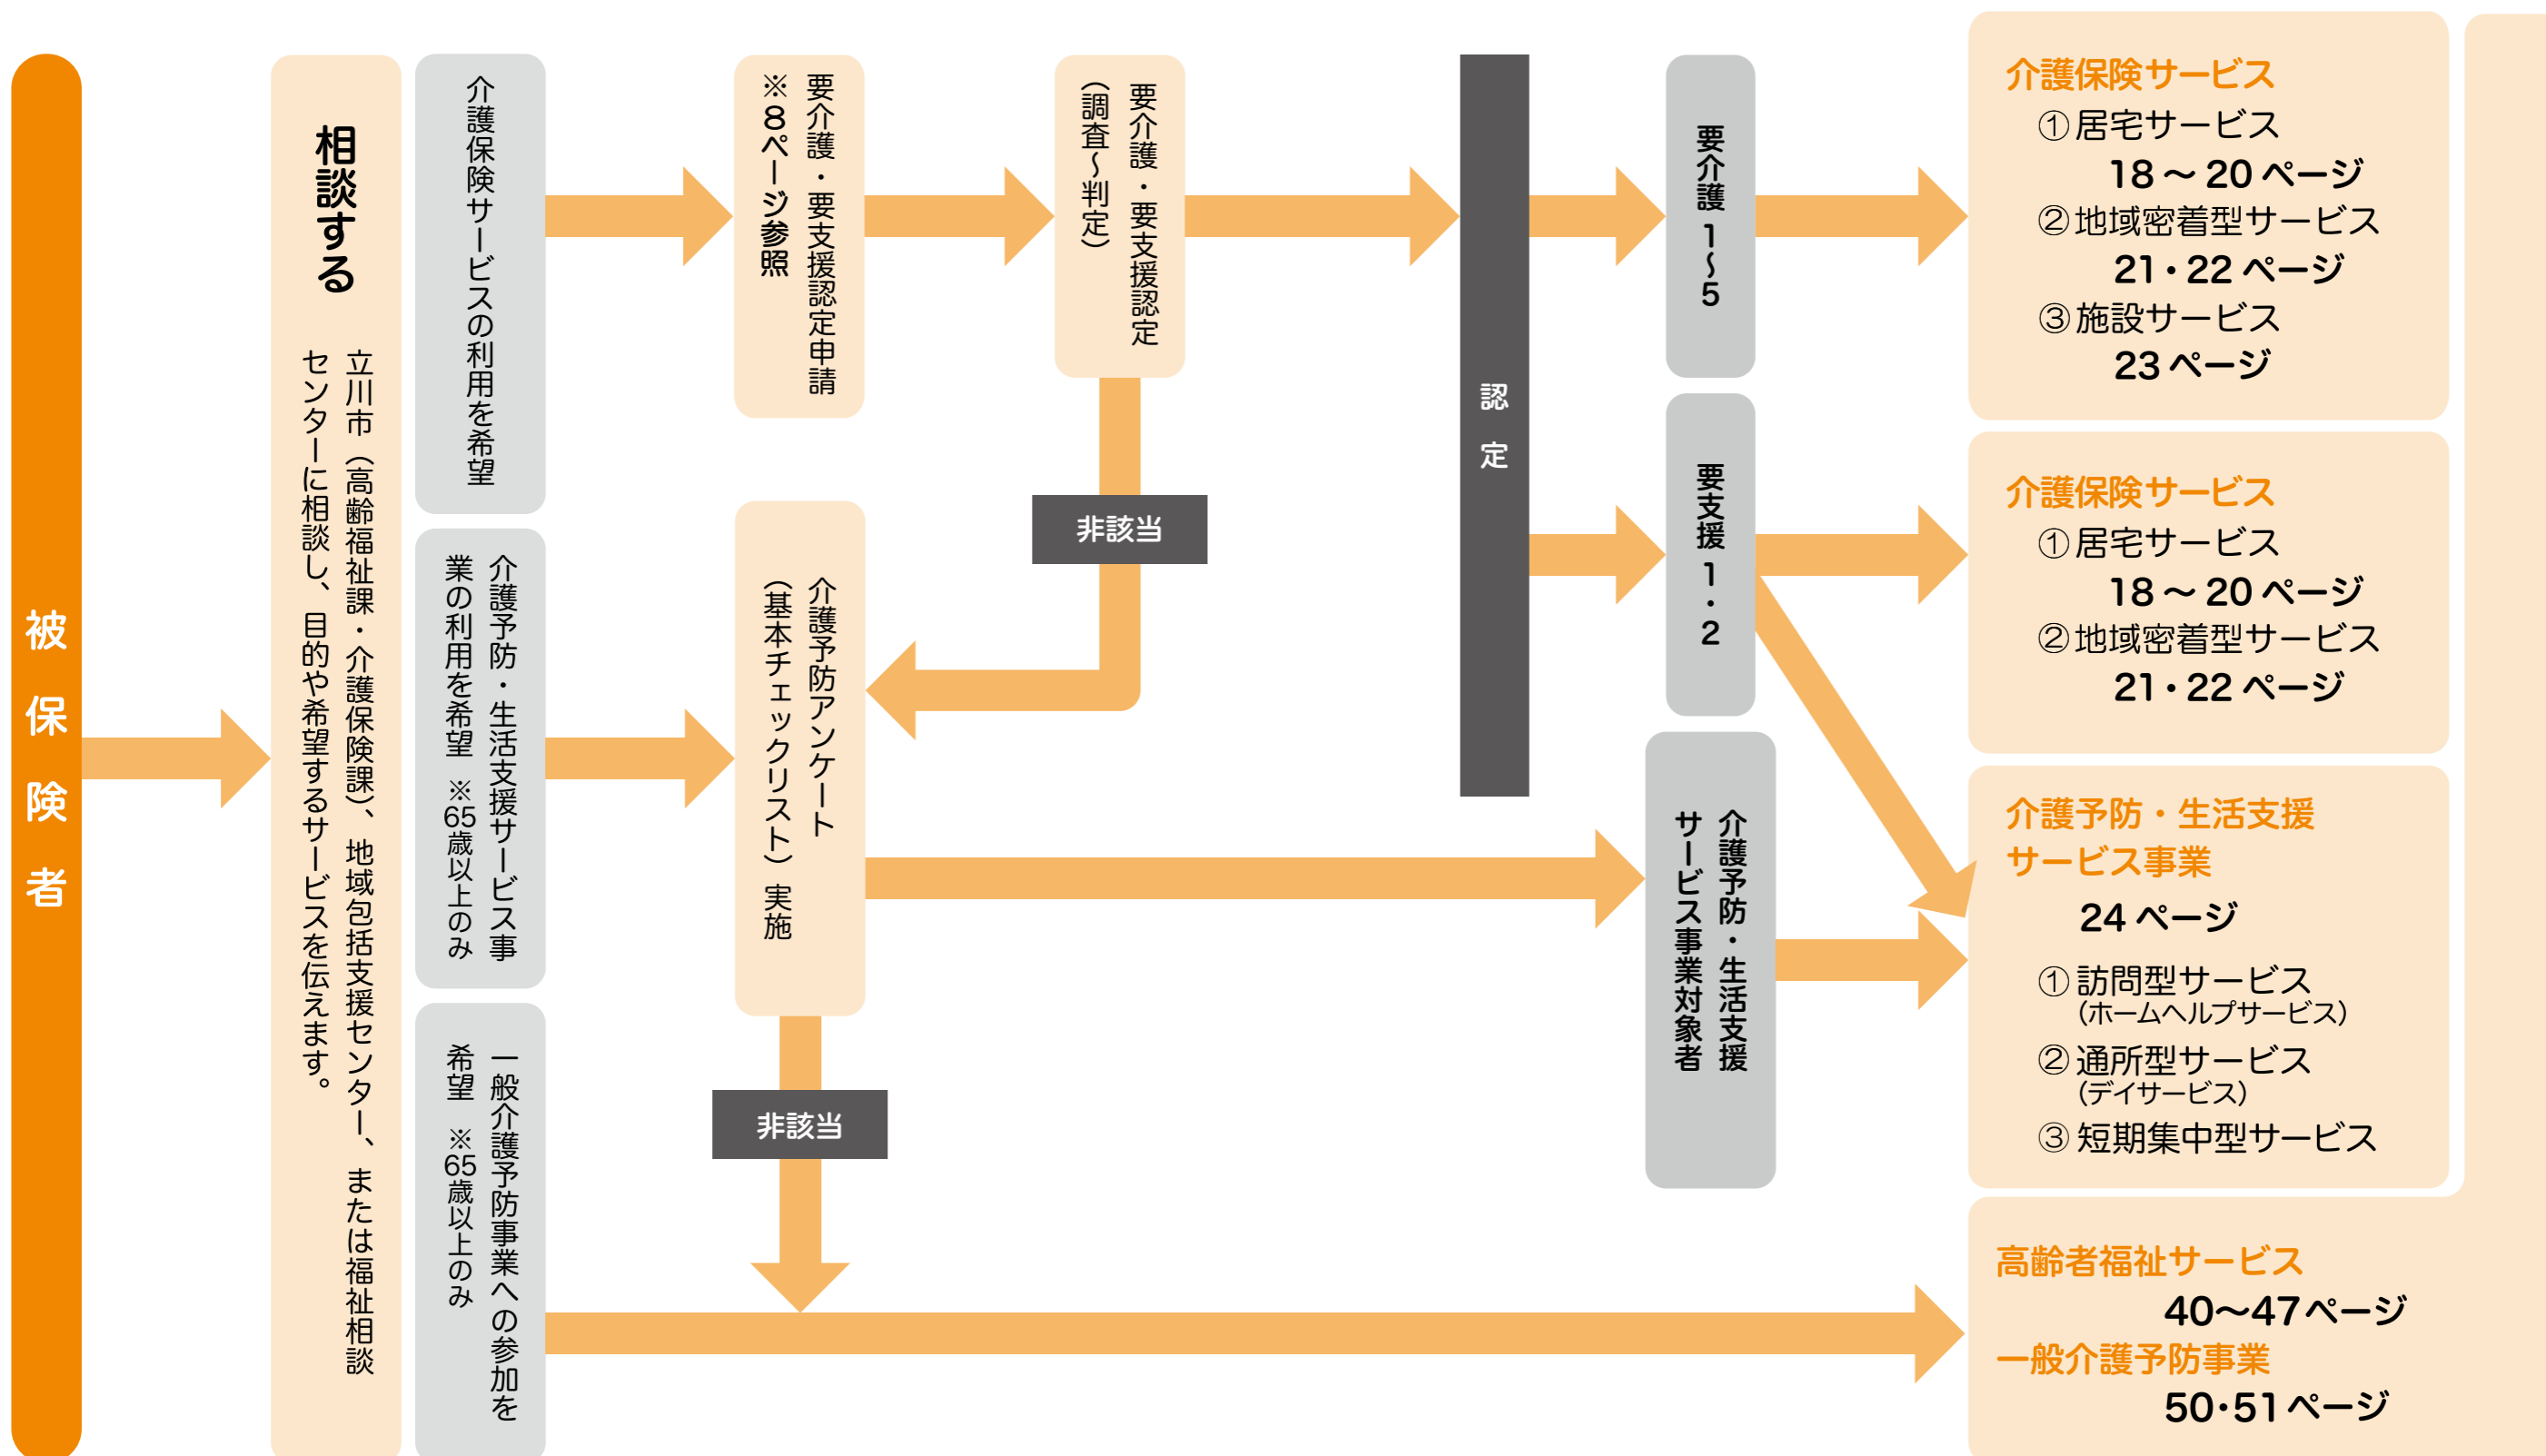 被保険者
相談する
立川市（高齢福祉課・介護保険課）、地域包括支援センター、または福祉相談
センターに相談し、目的や希望するサービスを伝えます。
介護保険サービスの利用を希望
介護予防・生活支援サービス事
業の利用を希望 ※65歳以上のみ
一般介護予防事業への参加を
希望 ※65歳以上のみ
要介護・要支援認定申請
※8ページ参照
要介護・要支援認定
（調査〜判定）
非該当
介護予防アンケート
（基本チェックリスト）実施
非該当
認定
要介護1〜5
要支援1・2
介護予防・生活支援
サービス事業対象者
介護保険サービス
①居宅サービス
18〜20ページ
②地域密着型サービス
21・22ページ
③施設サービス
23ページ
介護保険サービス
①居宅サービス
18〜20ページ
②地域密着型サービス
21・22ページ
介護予防・生活支援
サービス事業
24ページ
①訪問型サービス
（ホームヘルプサービス）
②通所型サービス
（デイサービス）
③短期集中型サービス
高齢者福祉サービス
40〜47ページ
一般介護予防事業
50・51ページ